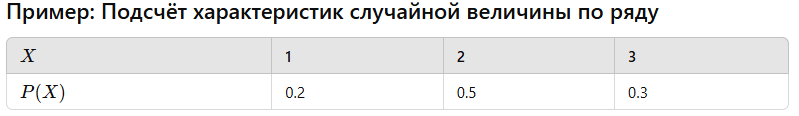 Пример: Подсчёт характеристик случайной величины по ряду
X 1 2 3
P(X) 0.2 0.5 0.3